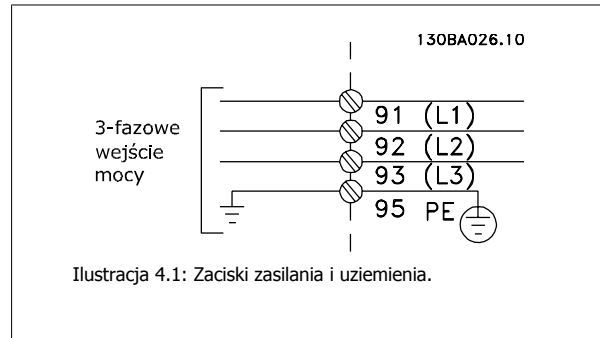 130BA026.10
3-fazowe
wejście
mocy
91 (L1)
92 (L2)
93 (L3)
95 PE
Ilustracja 4.1: Zaciski zasilania i uziemienia.